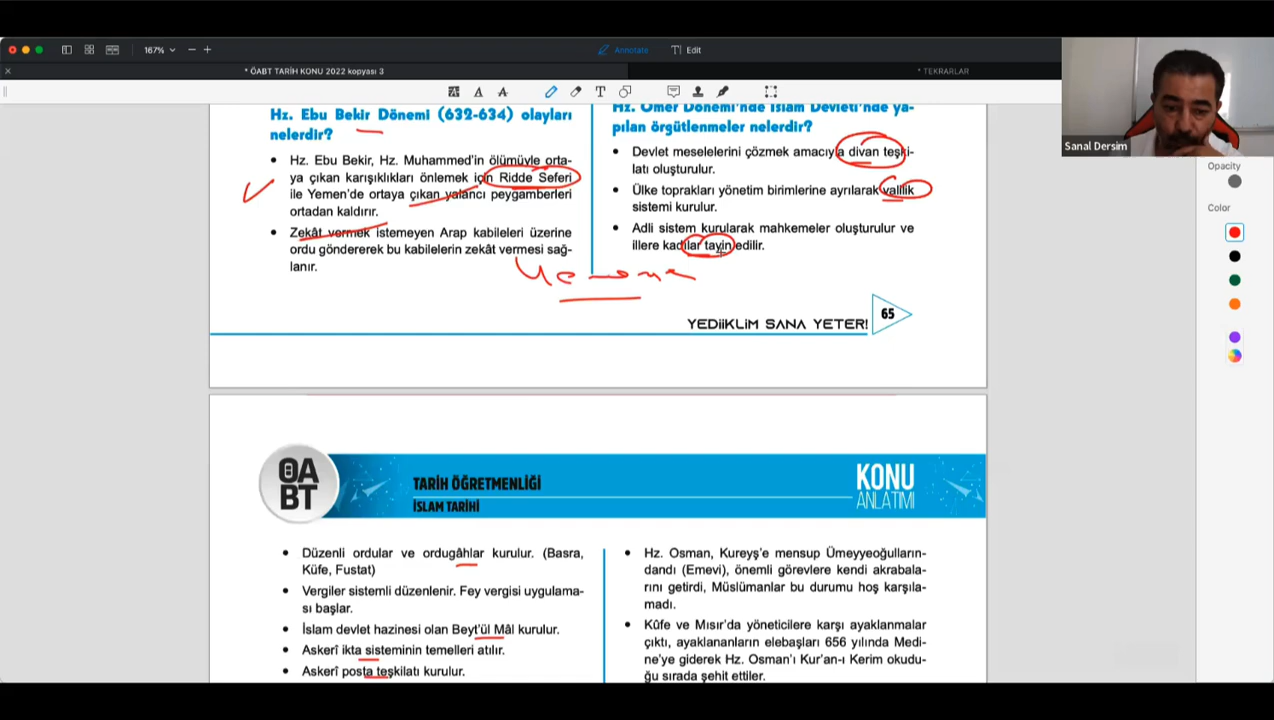 167%
Annotate
Edit
* ÖABT TARİH KONU 2022 kopyası 3
* TEKRARLAR
Sanal Dersim
Opacity
Color
Hz. Ebu Bekir Dönemi (632-634) olayları
nelerdir?
• Hz. Ebu Bekir, Hz. Muhammed'in ölümüyle orta-
ya çıkan karışıklıkları önlemek için Ridde Seferi
ile Yemen'de ortaya çıkan yalancı peygamberleri
ortadan kaldırır.
• Zekât vermek istemeyen Arap kabileleri üzerine
ordu göndererek bu kabilelerin zekât vermesi sağ-
lanır.
Hz. Ömer Dönemi'nde İslam Devleti'nde ya-
pılan örgütlenmeler nelerdir?
• Devlet meselelerini çözmek amacıyla divan teşki-
latı oluşturulur.
• Ülke toprakları yönetim birimlerine ayrılarak valilik
sistemi kurulur.
• Adli sistem kurularak mahkemeler oluşturulur ve
illere kadılar tayin edilir.
YEDİİKLİM SANA YETER!
65
ÖA
BT
TARİH ÖĞRETMENLİĞİ
İSLAM TARİHİ
KONU
ANLATIMI
• Düzenli ordular ve ordugâhlar kurulur. (Basra,
Küfe, Fustat)
• Vergiler sistemli düzenlenir. Fey vergisi uygulama-
sı başlar.
• İslam devlet hazinesi olan Beyt'ül Mâl kurulur.
• Askerî ikta sisteminin temelleri atılır.
• Askerî posta teşkilatı kurulur.
• Hz. Osman, Kureyş'e mensup Ümeyyeoğulların-
dandı (Emevi), önemli görevlere kendi akrabala-
rını getirdi, Müslümanlar bu durumu hoş karşıla-
madı.
• Kûfe ve Mısır'da yöneticilere karşı ayaklanmalar
çıktı, ayaklananların elebaşları 656 yılında Medi-
ne'ye giderek Hz. Osman'ı Kur'an-ı Kerim okudu-
ğu sırada şehit ettiler.